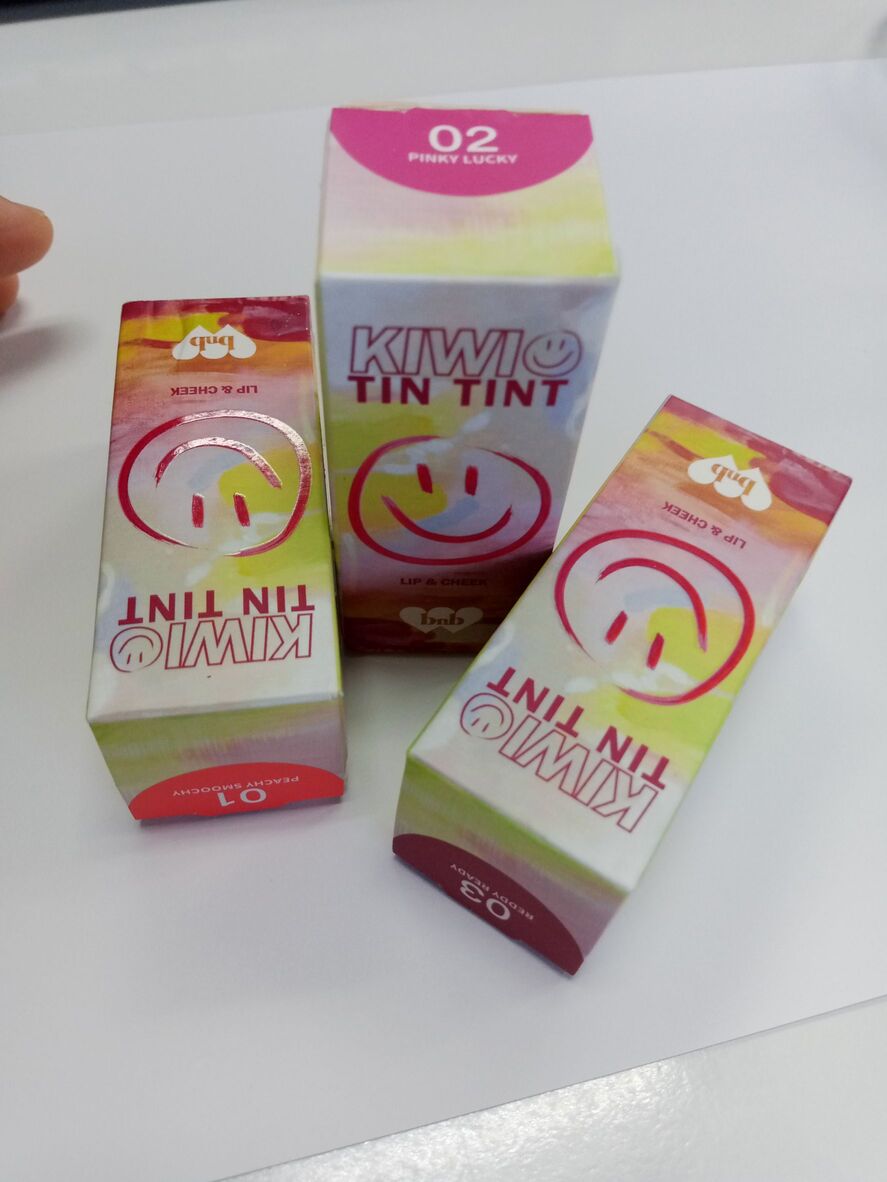 02
PINKY LUCKY
KIWI
TIN TINT
LIP & CHEEK
bnb
01
PEACHY SMOOCHY
KIWI
TIN TINT
LIP & CHEEK
bnb
03
REDDY READY
KIWI
TIN TINT
LIP & CHEEK
bnb